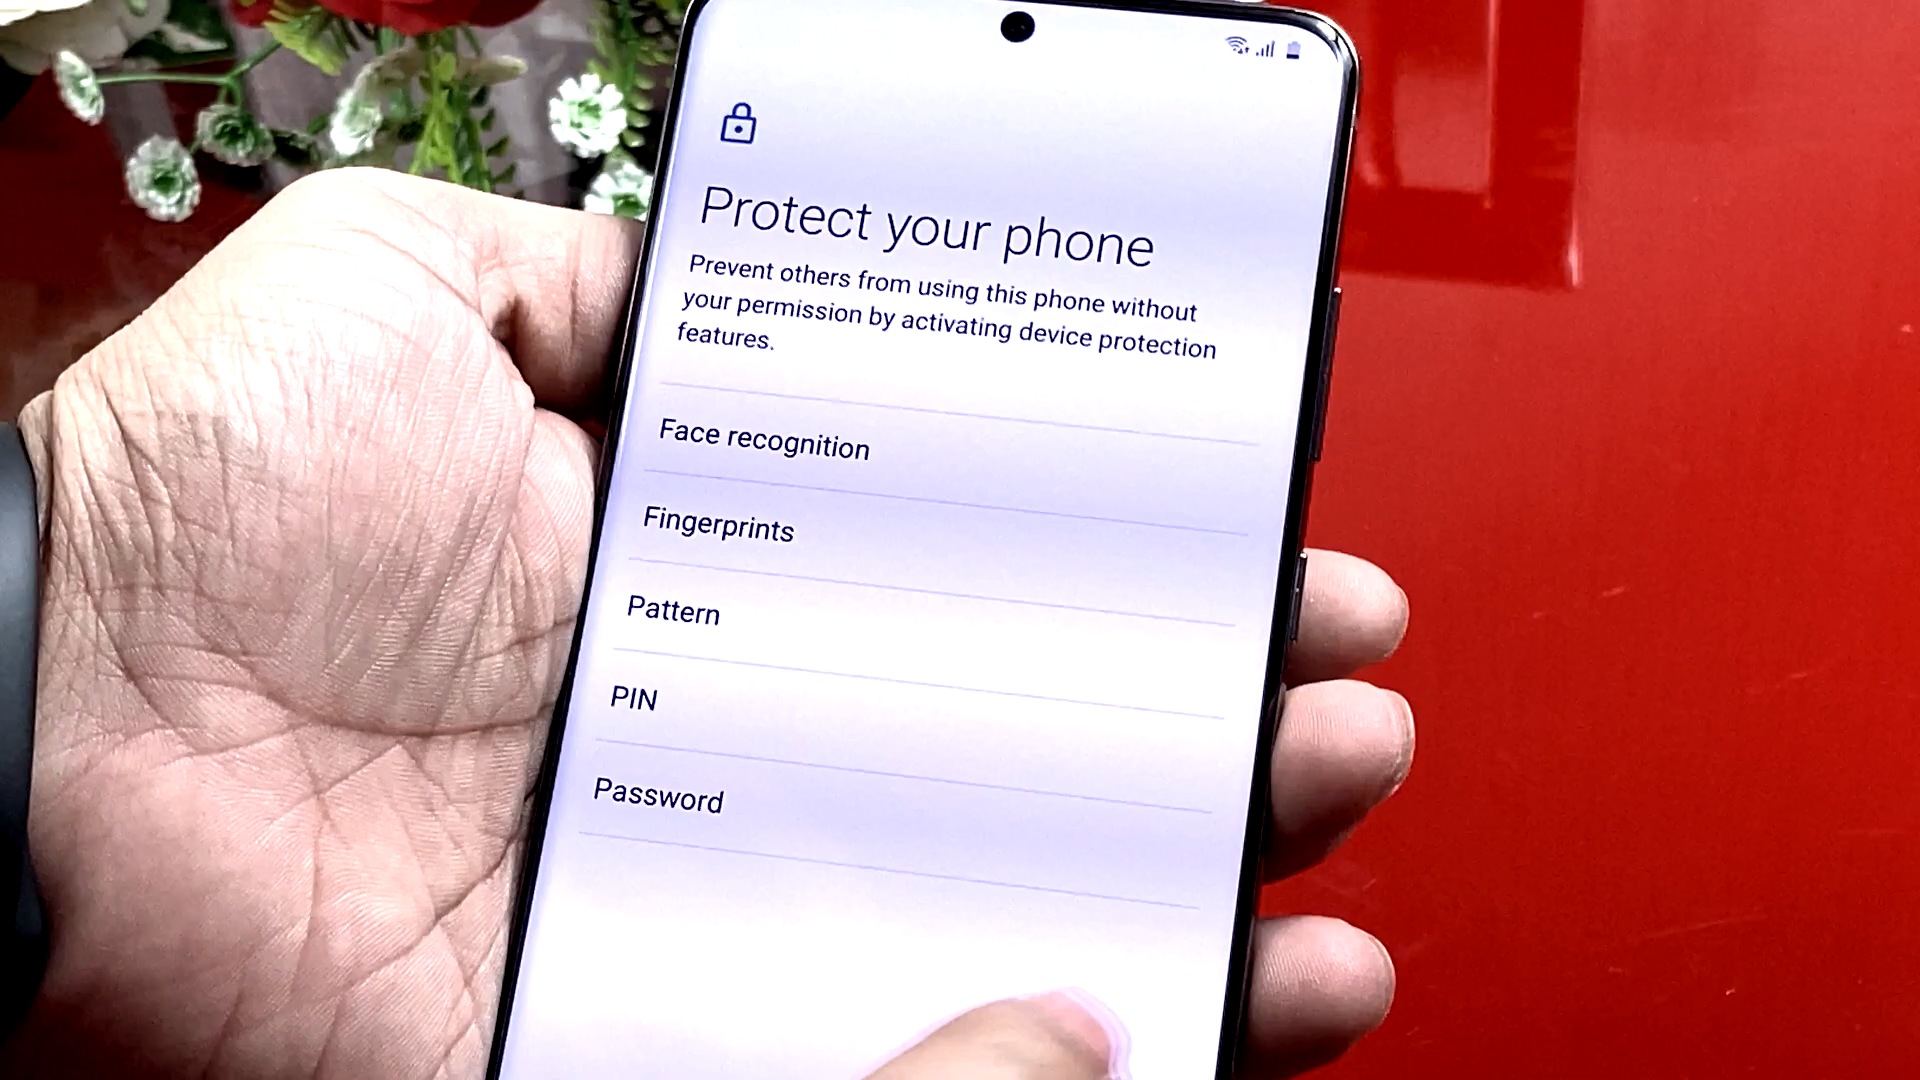 Protect your phone
Prevent others from using this phone without
your permission by activating device protection
features.
Face recognition
Fingerprints
Pattern
PIN
Password